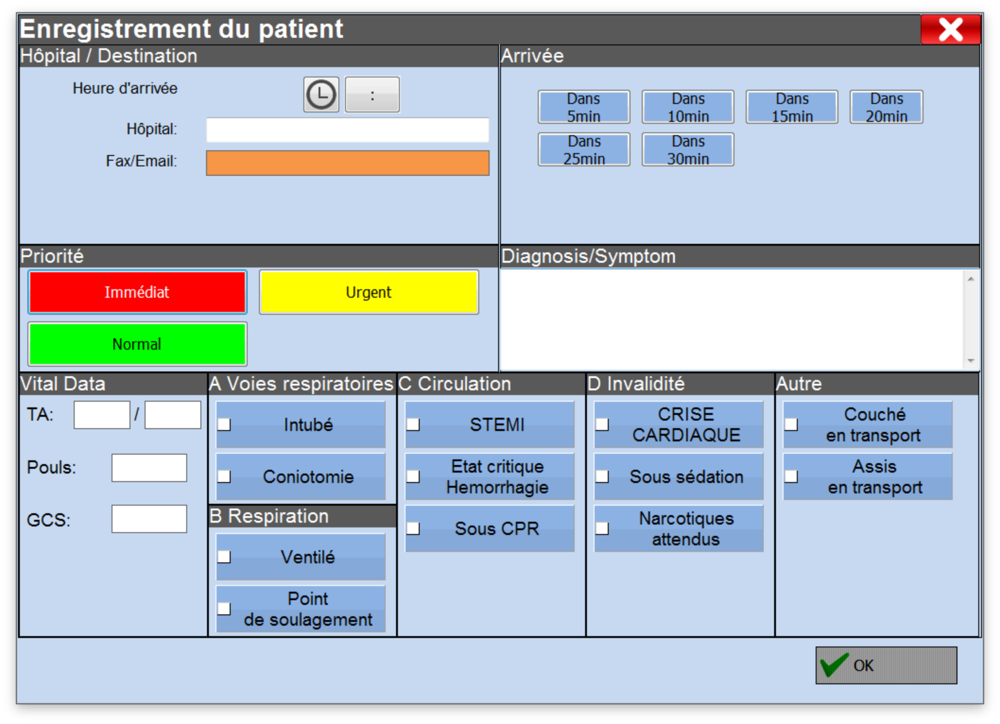 Enregistrement du patient
Hôpital / Destination
Heure d'arrivée
:
Hôpital:
Fax/Email:
Arrivée
Dans
5min
Dans
10min
Dans
15min
Dans
20min
Dans
25min
Dans
30min
Priorité
Immédiat
Urgent
Normal
Diagnosis/Symptom
Vital Data
TA: /
Pouls:
GCS:
A Voies respiratoires
Intubé
Coniotomie
B Respiration
Ventilé
Point
de soulagement
C Circulation
STEMI
Etat critique
Hemorrhagie
Sous CPR
D Invalidité
CRISE
CARDIAQUE
Sous sédation
Narcotiques
attendus
Autre
Couché
en transport
Assis
en transport
OK